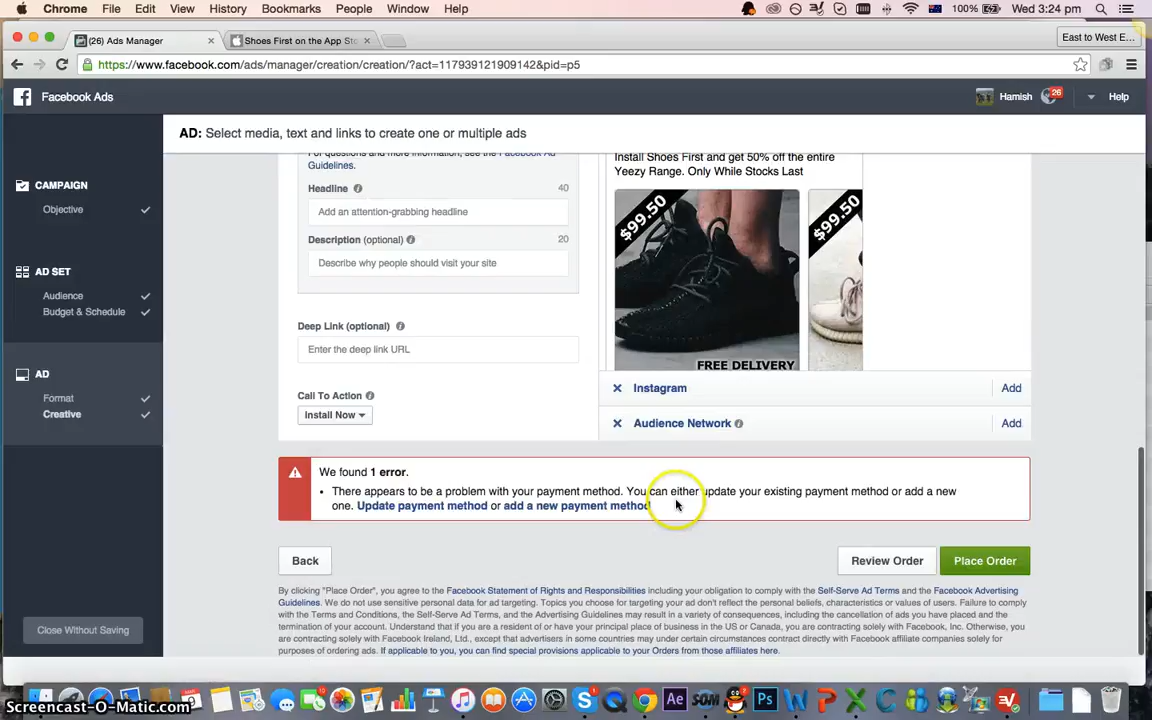 Chrome File Edit View History Bookmarks People Window Help 100% Wed 3:24 pm
(26) Ads Manager Shoes First on the App Sto East to West E...
https://www.facebook.com/ads/manager/creation/creation/?act=117939121909142&pid=p5
Facebook Ads Hamish 26 Help
AD: Select media, text and links to create one or multiple ads
CAMPAIGN
Objective
AD SET
Audience
Budget & Schedule
AD
Format
Creative
Close Without Saving
For questions and more information, see the Facebook Ad
Guidelines.
Headline 40
Add an attention-grabbing headline
Description (optional) 20
Describe why people should visit your site
Deep Link (optional)
Enter the deep link URL
Call To Action
Install Now
Install Shoes First and get 50% off the entire
Yeezy Range. Only While Stocks Last
$99.50 $99.50
FREE DELIVERY
Instagram Add
Audience Network Add
We found 1 error.
• There appears to be a problem with your payment method. You can either update your existing payment method or add a new
one. Update payment method or add a new payment method
Back Review Order Place Order
By clicking "Place Order", you agree to the Facebook Statement of Rights and Responsibilities including your obligation to comply with the Self-Serve Ad Terms and the Facebook Advertising
Guidelines. We do not use sensitive personal data for ad targeting. Topics you choose for targeting your ad don't reflect the personal beliefs, characteristics or values of users. Failure to comply
with the Terms and Conditions, the Self-Serve Ad Terms, and the Advertising Guidelines may result in a variety of consequences, including the cancellation of ads you have placed and the
termination of your account. Understand that if you are a resident of or have your principal place of business in the US or Canada, you are contracting solely with Facebook, Inc. Otherwise, you
are contracting solely with Facebook Ireland, Ltd., except that advertisers in some countries may under certain circumstances contract directly with Facebook affiliate companies solely for
purposes of ordering ads. If applicable to you, you can find special provisions applicable to your Orders from those affiliates here.
Screencast-O-Matic.com